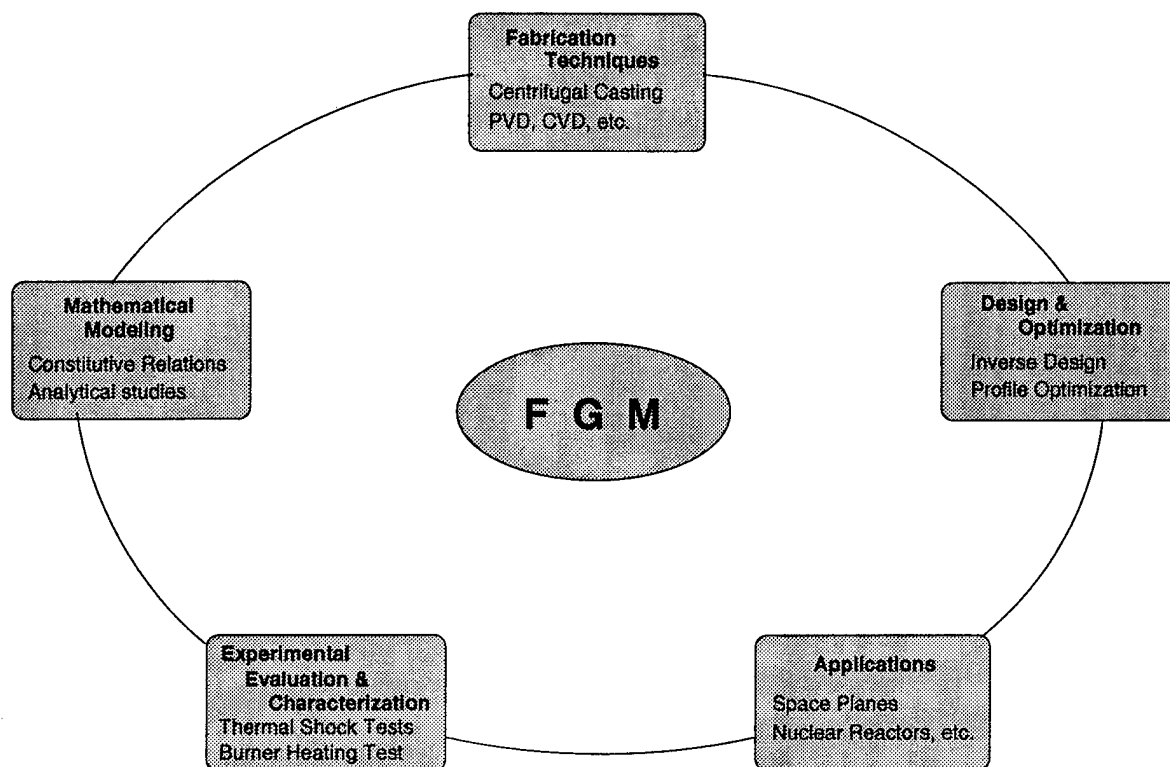 Fabrication
Techniques
Centrifugal Casting
PVD, CVD, etc.
Mathematical
Modeling
Constitutive Relations
Analytical studies
Design &
Optimization
Inverse Design
Profile Optimization
F G M
Experimental
Evaluation &
Characterization
Thermal Shock Tests
Burner Heating Test
Applications
Space Planes
Nuclear Reactors, etc.